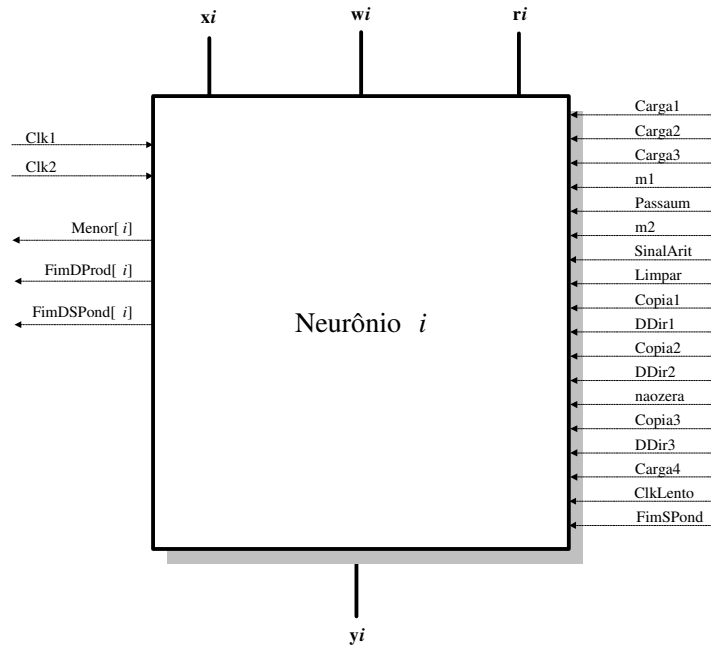 xi wi ri
Carga1
Clk1
Carga2
Carga3
Clk2
m1
Passaum
Menor[ i]
m2
SinalArit
FimDProd[ i]
Limpar
Copia1
FimDSPond[ i]
Neurônio i
DDir1
Copia2
DDir2
naozera
Copia3
DDir3
Carga4
ClkLento
FimSPond
yi